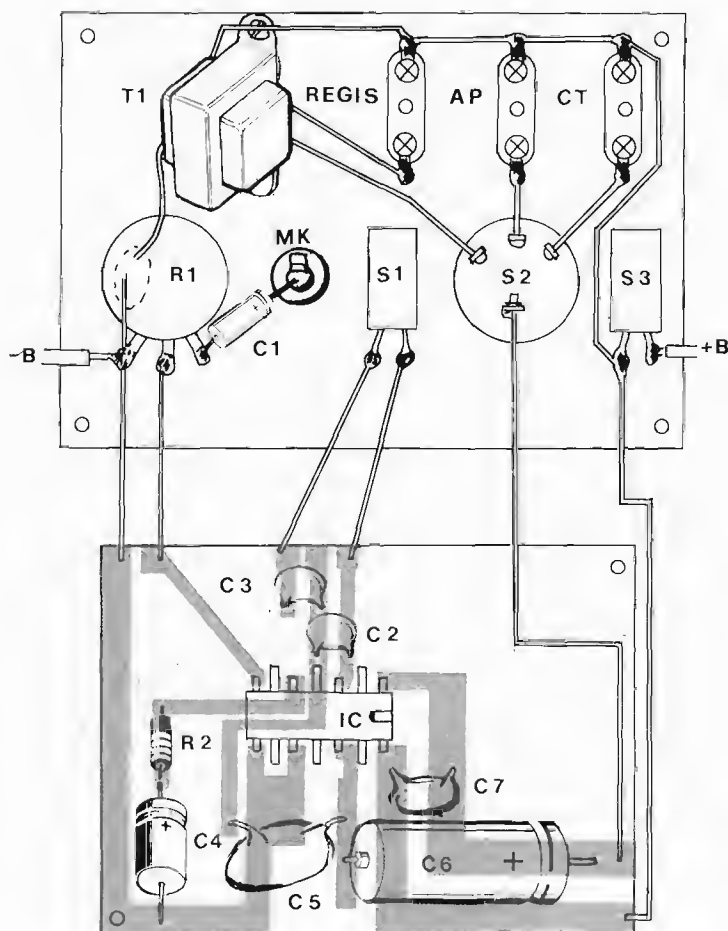 T1
REGIS
AP
CT
MK
R1
S1
S2
S3
C1
-B
+B
C3
C2
IC
R2
C7
+
C4
C6
+
C5